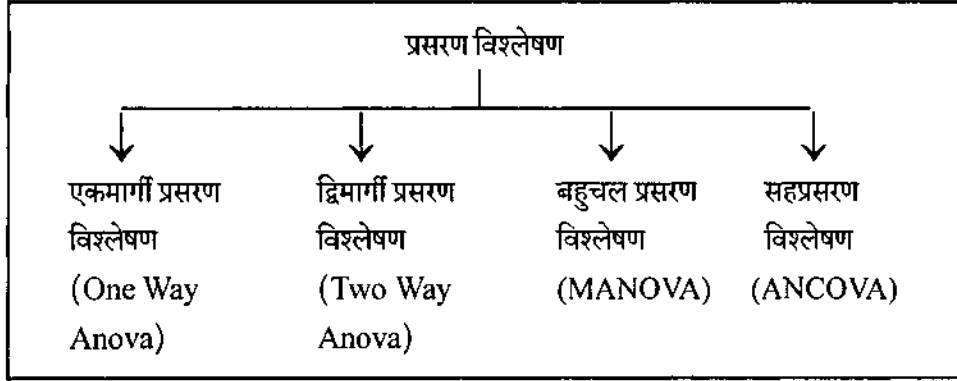 प्रसरण विश्लेषण
एकमार्गी प्रसरण
विश्लेषण
(One Way
Anova)
द्विमार्गी प्रसरण
विश्लेषण
(Two Way
Anova)
बहुचल प्रसरण
विश्लेषण
(MANOVA)
सहप्रसरण
विश्लेषण
(ANCOVA)